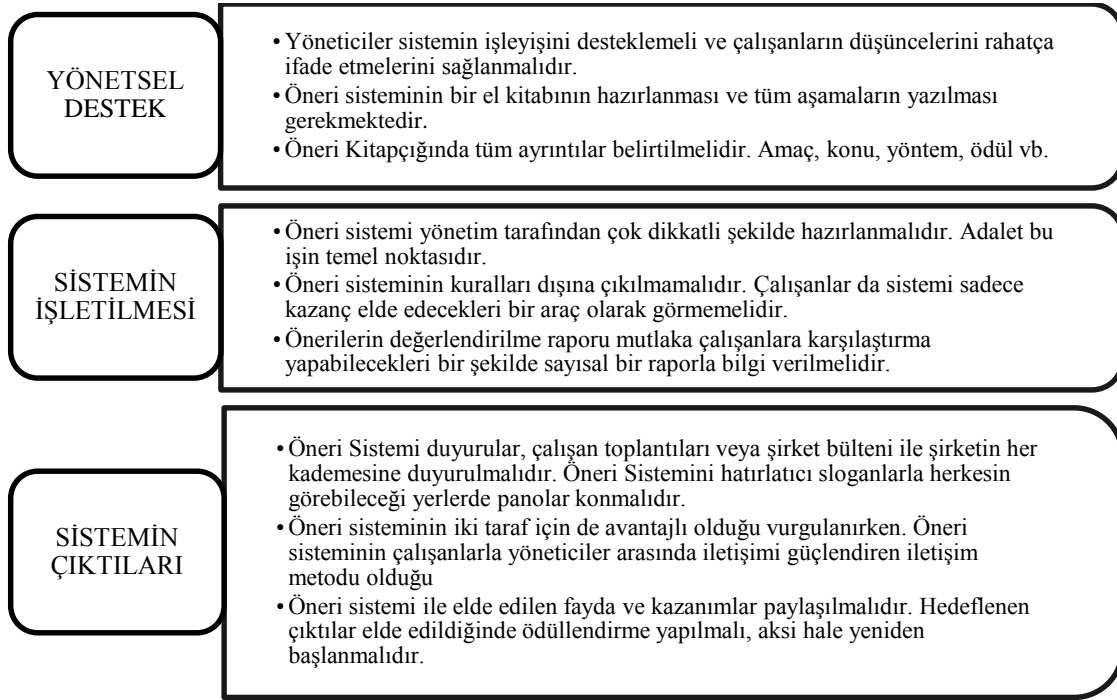 YÖNETSEL
DESTEK
• Yöneticiler sistemin işleyişini desteklemeli ve çalışanların düşüncelerini rahatça
ifade etmelerini sağlanmalıdır.
• Öneri sisteminin bir el kitabının hazırlanması ve tüm aşamaların yazılması
gerekmektedir.
• Öneri Kitapçığında tüm ayrıntılar belirtilmelidir. Amaç, konu, yöntem, ödül vb.
SİSTEMİN
İŞLETİLMESİ
• Öneri sistemi yönetim tarafından çok dikkatli şekilde hazırlanmalıdır. Adalet bu
işin temel noktasıdır.
• Öneri sisteminin kuralları dışına çıkılmamalıdır. Çalışanlar da sistemi sadece
kazanç elde edecekleri bir araç olarak görmemelidir.
• Önerilerin değerlendirilme raporu mutlaka çalışanlara karşılaştırma
yapabilecekleri bir şekilde sayısal bir raporla bilgi verilmelidir.
SİSTEMİN
ÇIKTILARI
• Öneri Sistemi duyurular, çalışan toplantıları veya şirket bülteni ile şirketin her
kademesine duyurulmalıdır. Öneri Sistemini hatırlatıcı sloganlarla herkesin
görebileceği yerlerde panolar konmalıdır.
• Öneri sisteminin iki taraf için de avantajlı olduğu vurgulanırken. Öneri
sisteminin çalışanlarla yöneticiler arasında iletişimi güçlendiren iletişim
metodu olduğu
• Öneri sistemi ile elde edilen fayda ve kazanımlar paylaşılmalıdır. Hedeflenen
çıktılar elde edildiğinde ödüllendirme yapılmalı, aksi hale yeniden
başlanmalıdır.